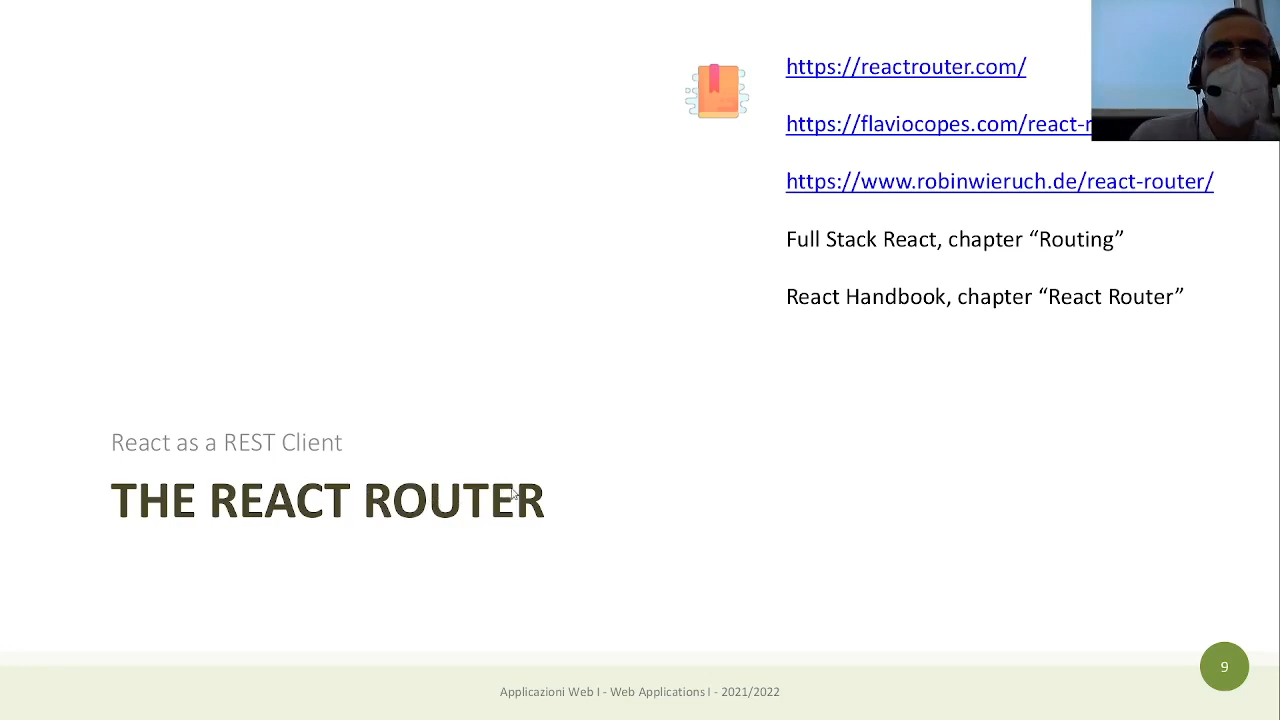 https://reactrouter.com/
https://flaviocopes.com/react-
https://www.robinwieruch.de/react-router/
Full Stack React, chapter “Routing”
React Handbook, chapter “React Router”
React as a REST Client
THE REACT ROUTER
9
Applicazioni Web I - Web Applications I - 2021/2022